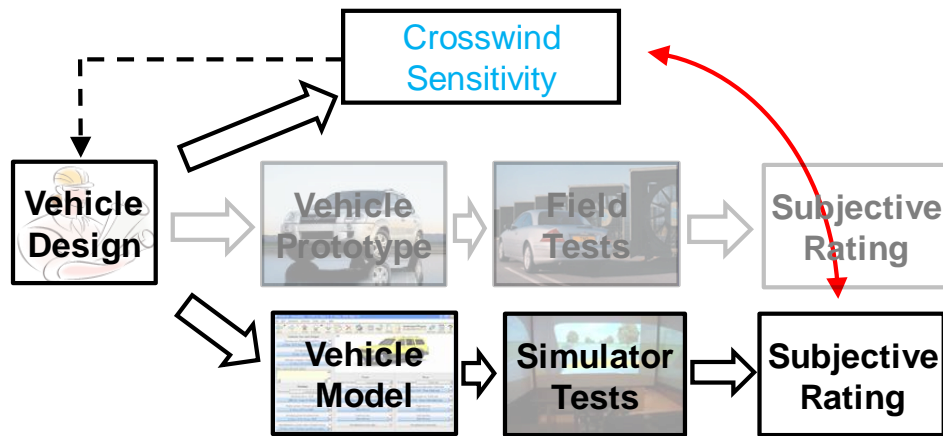 Crosswind
Sensitivity
Vehicle
Design
Vehicle
Prototype
Field
Tests
Subjective
Rating
Vehicle
Model
Simulator
Tests
Subjective
Rating